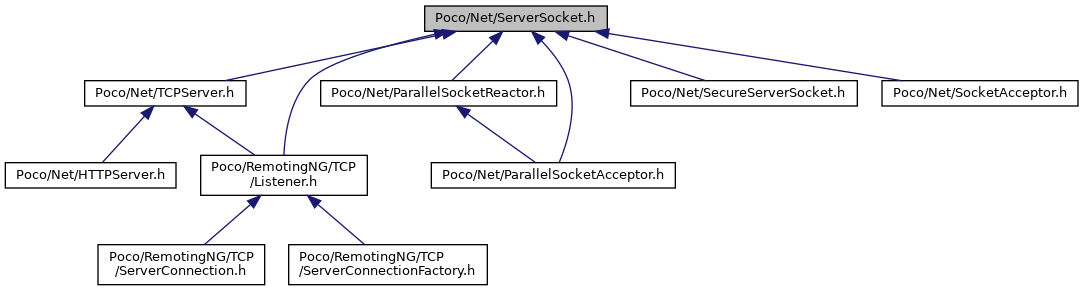 Poco/Net/ServerSocket.h
Poco/Net/TCPServer.h
Poco/Net/ParallelSocketReactor.h
Poco/Net/SecureServerSocket.h
Poco/Net/SocketAcceptor.h
Poco/Net/HTTPServer.h
Poco/RemotingNG/TCP
/Listener.h
Poco/Net/ParallelSocketAcceptor.h
Poco/RemotingNG/TCP
/ServerConnection.h
Poco/RemotingNG/TCP
/ServerConnectionFactory.h